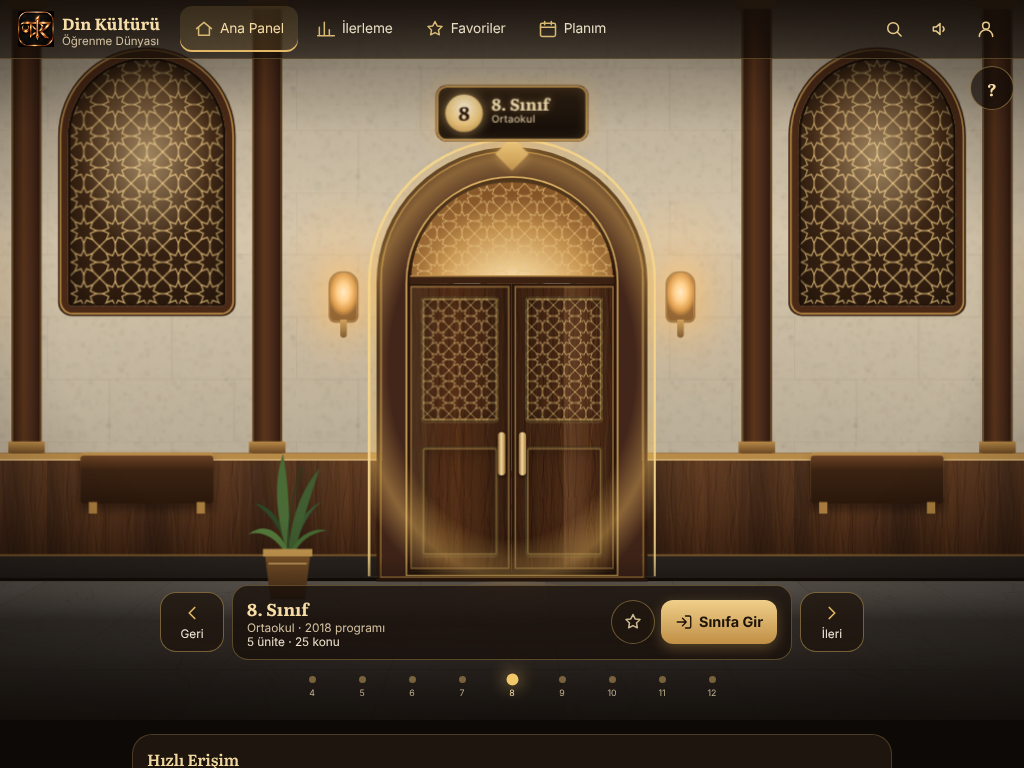 Din Kültürü
Öğrenme Dünyası
Ana Panel
İlerleme
Favoriler
Planım
?
8
8. Sınıf
Ortaokul
Geri
8. Sınıf
Ortaokul · 2018 programı
5 ünite · 25 konu
Sınıfa Gir
İleri
4 5 6 7 8 9 10 11 12
Hızlı Erişim